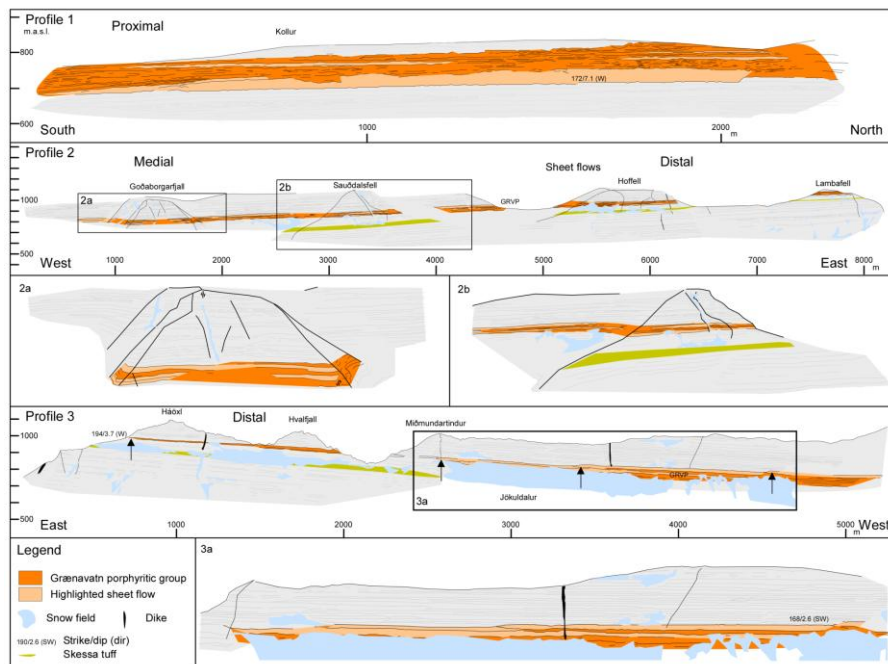 Profile 1
m.a.s.l.
Proximal
Kollur
800
172/7.1 (W)
600
South
1000
2000
m
North
Profile 2
Medial
Sheet flows
Distal
Goðaborgarfjall
Sauðdalsfell
Hoffell
Lambafell
2a
2b
GRVP
1000
500
West
1000
2000
3000
4000
5000
6000
7000
East
8000
m
2a
2b
Profile 3
Háöxl
Distal
Hvalfjall
Miðmundartindur
194/3.7 (W)
1000
GRVP
3a
Jökuldalur
500
East
1000
2000
3000
4000
5000
m
West
Legend
Grænavatn porphyritic group
Highlighted sheet flow
Snow field
Dike
190/2.6 (SW) Strike/dip (dir)
Skessa tuff
3a
168/2.6 (SW)